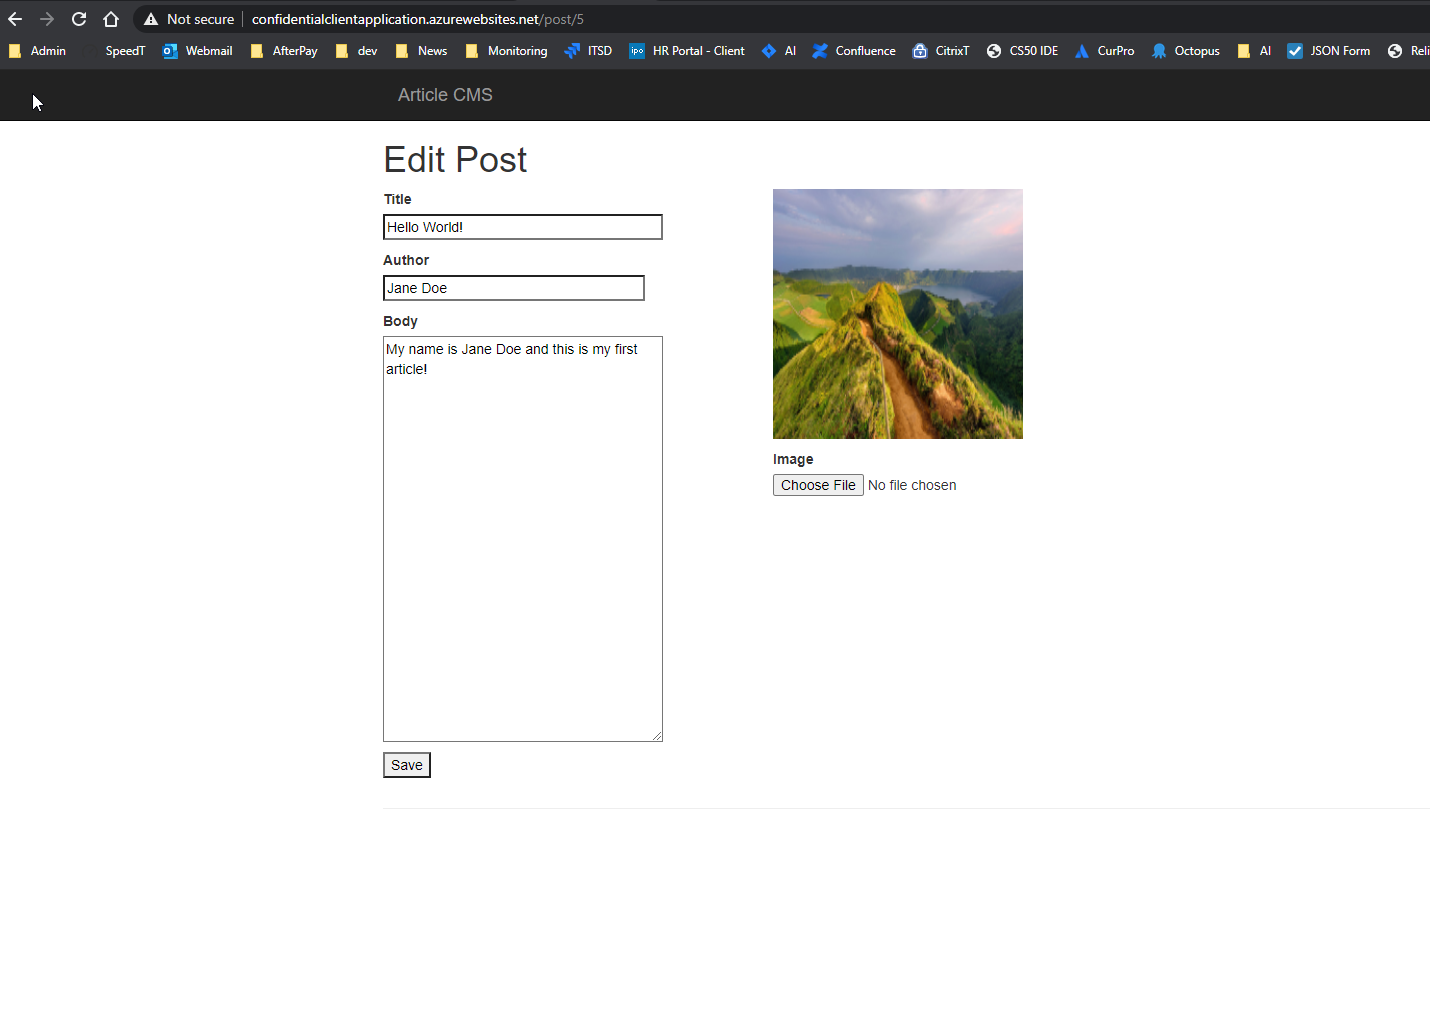 Not secure confidentialclientapplication.azurewebsites.net/post/5
Admin SpeedT Webmail AfterPay dev News Monitoring ITSD ipo HR Portal - Client AI Confluence CitrixT CS50 IDE CurPro Octopus AI JSON Form Reli
Article CMS
Edit Post
Title
Hello World!
Author
Jane Doe
Body
My name is Jane Doe and this is my first
article!
Image
Choose File No file chosen
Save